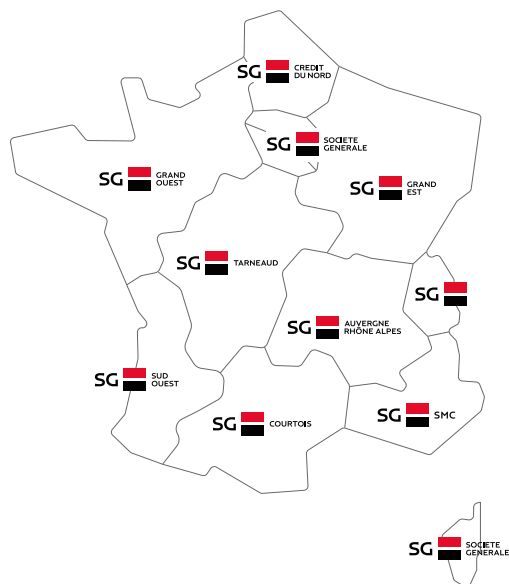 SG CREDIT
DU NORD
SG SOCIETE
GENERALE
SG GRAND
OUEST
SG GRAND
EST
SG TARNEAUD
SG
SG AUVERGNE
RHÔNE ALPES
SG SUD
OUEST
SG SMC
SG COURTOIS
SG SOCIETE
GENERALE